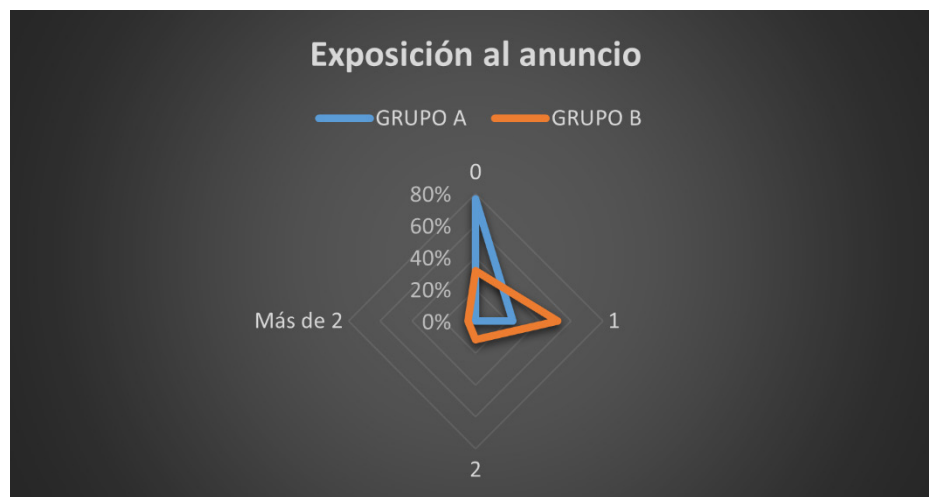 Exposición al anuncio
GRUPO A GRUPO B
0
80%
60%
40%
20%
0%
Más de 2
1
2